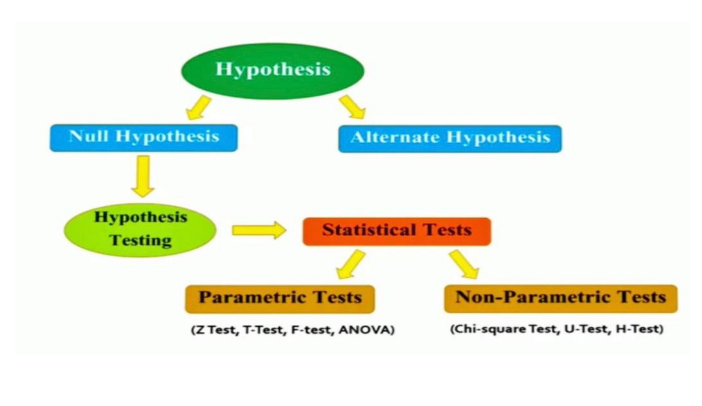 Hypothesis
Null Hypothesis
Alternate Hypothesis
Hypothesis
Testing
Statistical Tests
Parametric Tests
Non-Parametric Tests
(Z Test, T-Test, F-test, ANOVA)
(Chi-square Test, U-Test, H-Test)